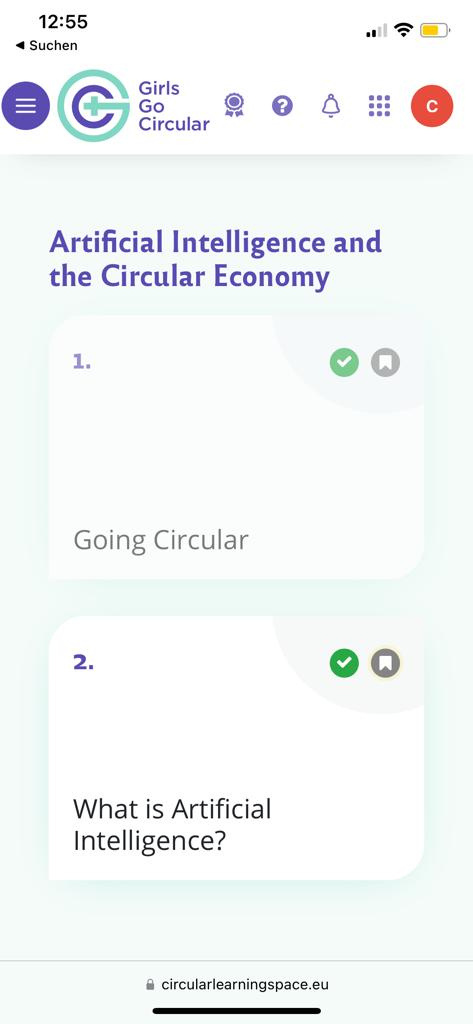 12:55
◀ Suchen
Girls
Go
Circular
?
C
Artificial Intelligence and
the Circular Economy
1.
Going Circular
2.
What is Artificial
Intelligence?
circularlearningspace.eu